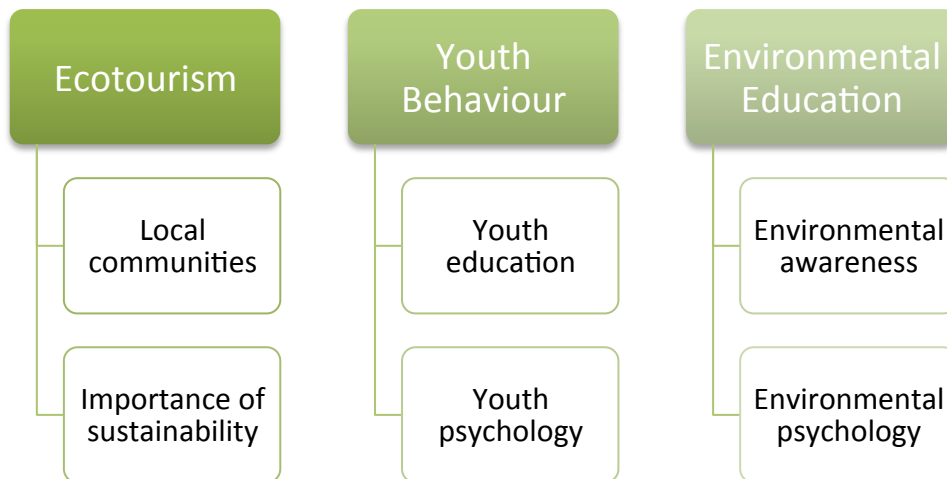 Ecotourism
Local
communities
Importance of
sustainability
Youth
Behaviour
Youth
education
Youth
psychology
Environmental
Education
Environmental
awareness
Environmental
psychology